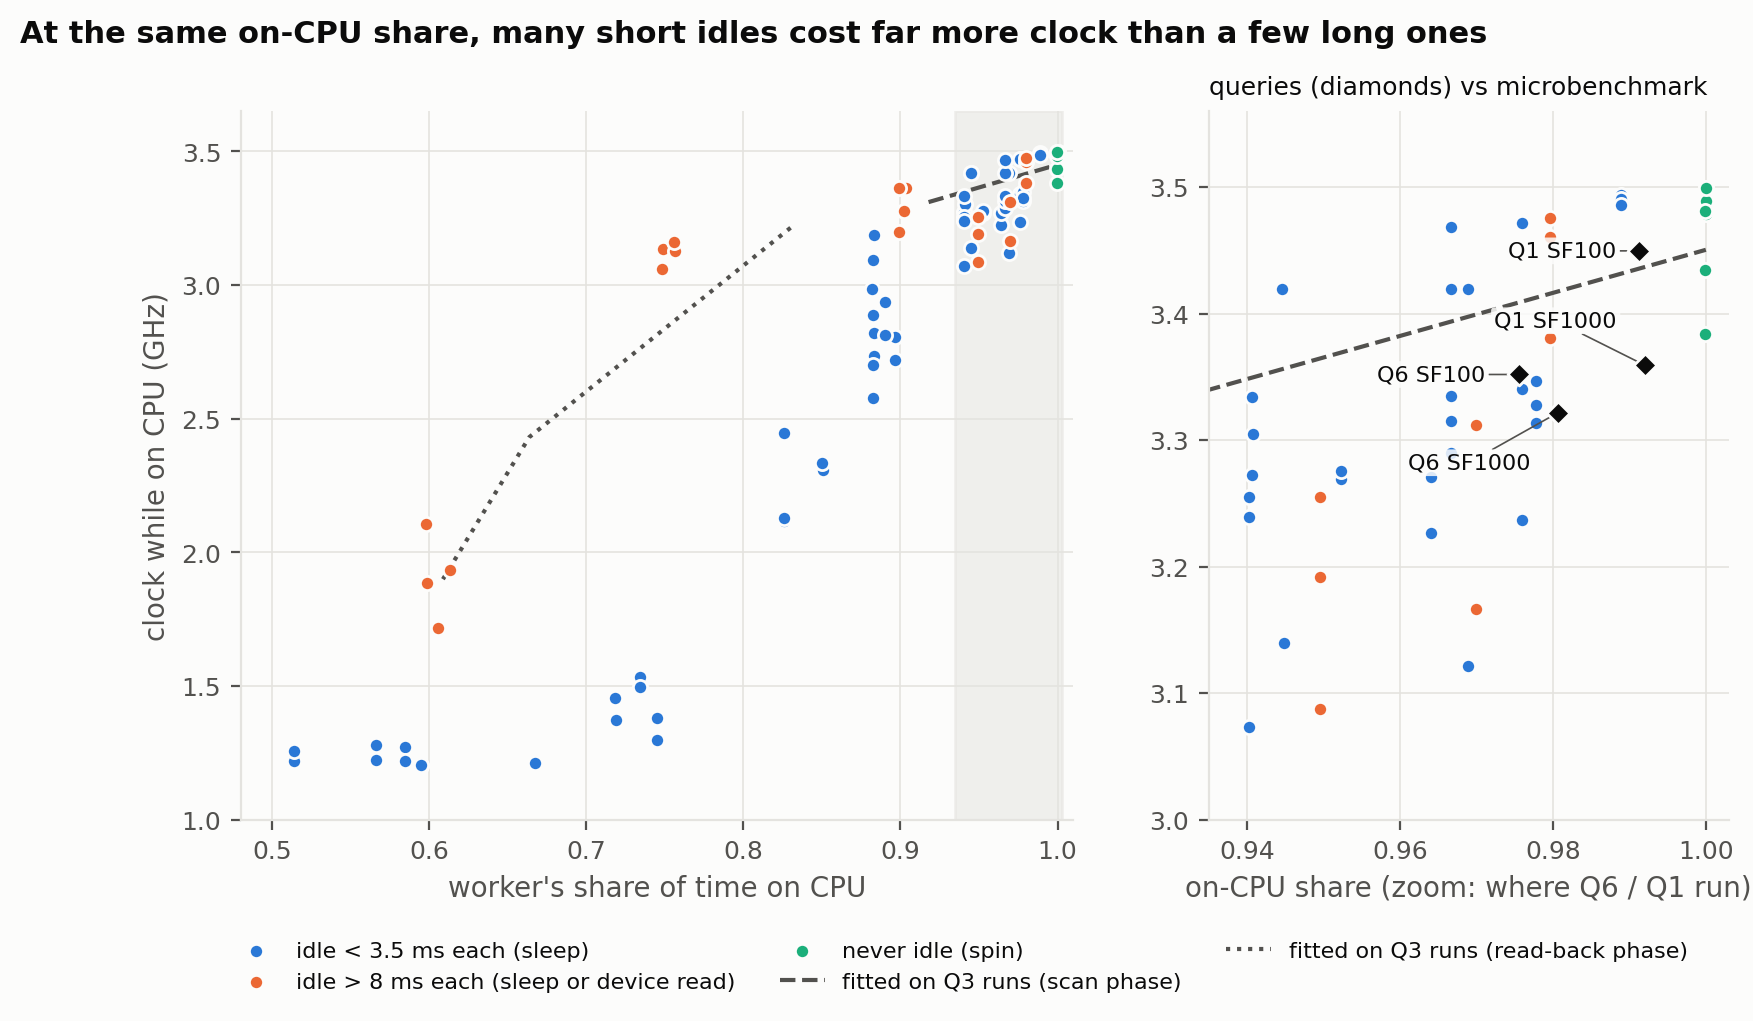 At the same on-CPU share, many short idles cost far more clock than a few long ones
queries (diamonds) vs microbenchmark
clock while on CPU (GHz)
3.5
3.0
2.5
2.0
1.5
1.0
0.5
0.6
0.7
0.8
0.9
1.0
worker's share of time on CPU
3.5
3.4
3.3
3.2
3.1
3.0
Q1 SF100
Q1 SF1000
Q6 SF100
Q6 SF1000
0.94
0.96
0.98
1.00
on-CPU share (zoom: where Q6 / Q1 run)
idle < 3.5 ms each (sleep)
idle > 8 ms each (sleep or device read)
never idle (spin)
fitted on Q3 runs (scan phase)
fitted on Q3 runs (read-back phase)